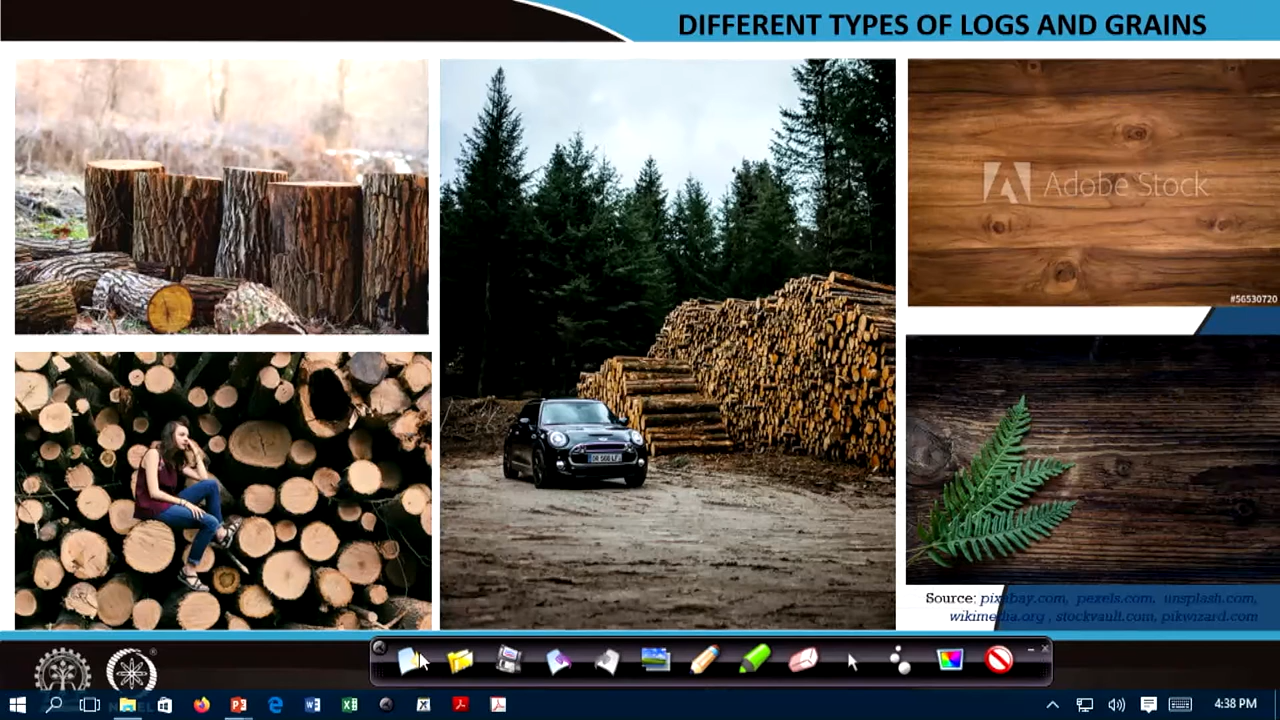 DIFFERENT TYPES OF LOGS AND GRAINS
Adobe Stock
#56530720
Source: pixabay.com, pexels.com, unsplash.com,
wikimedia.org , stockvault.com, pikwizard.com
4:38 PM